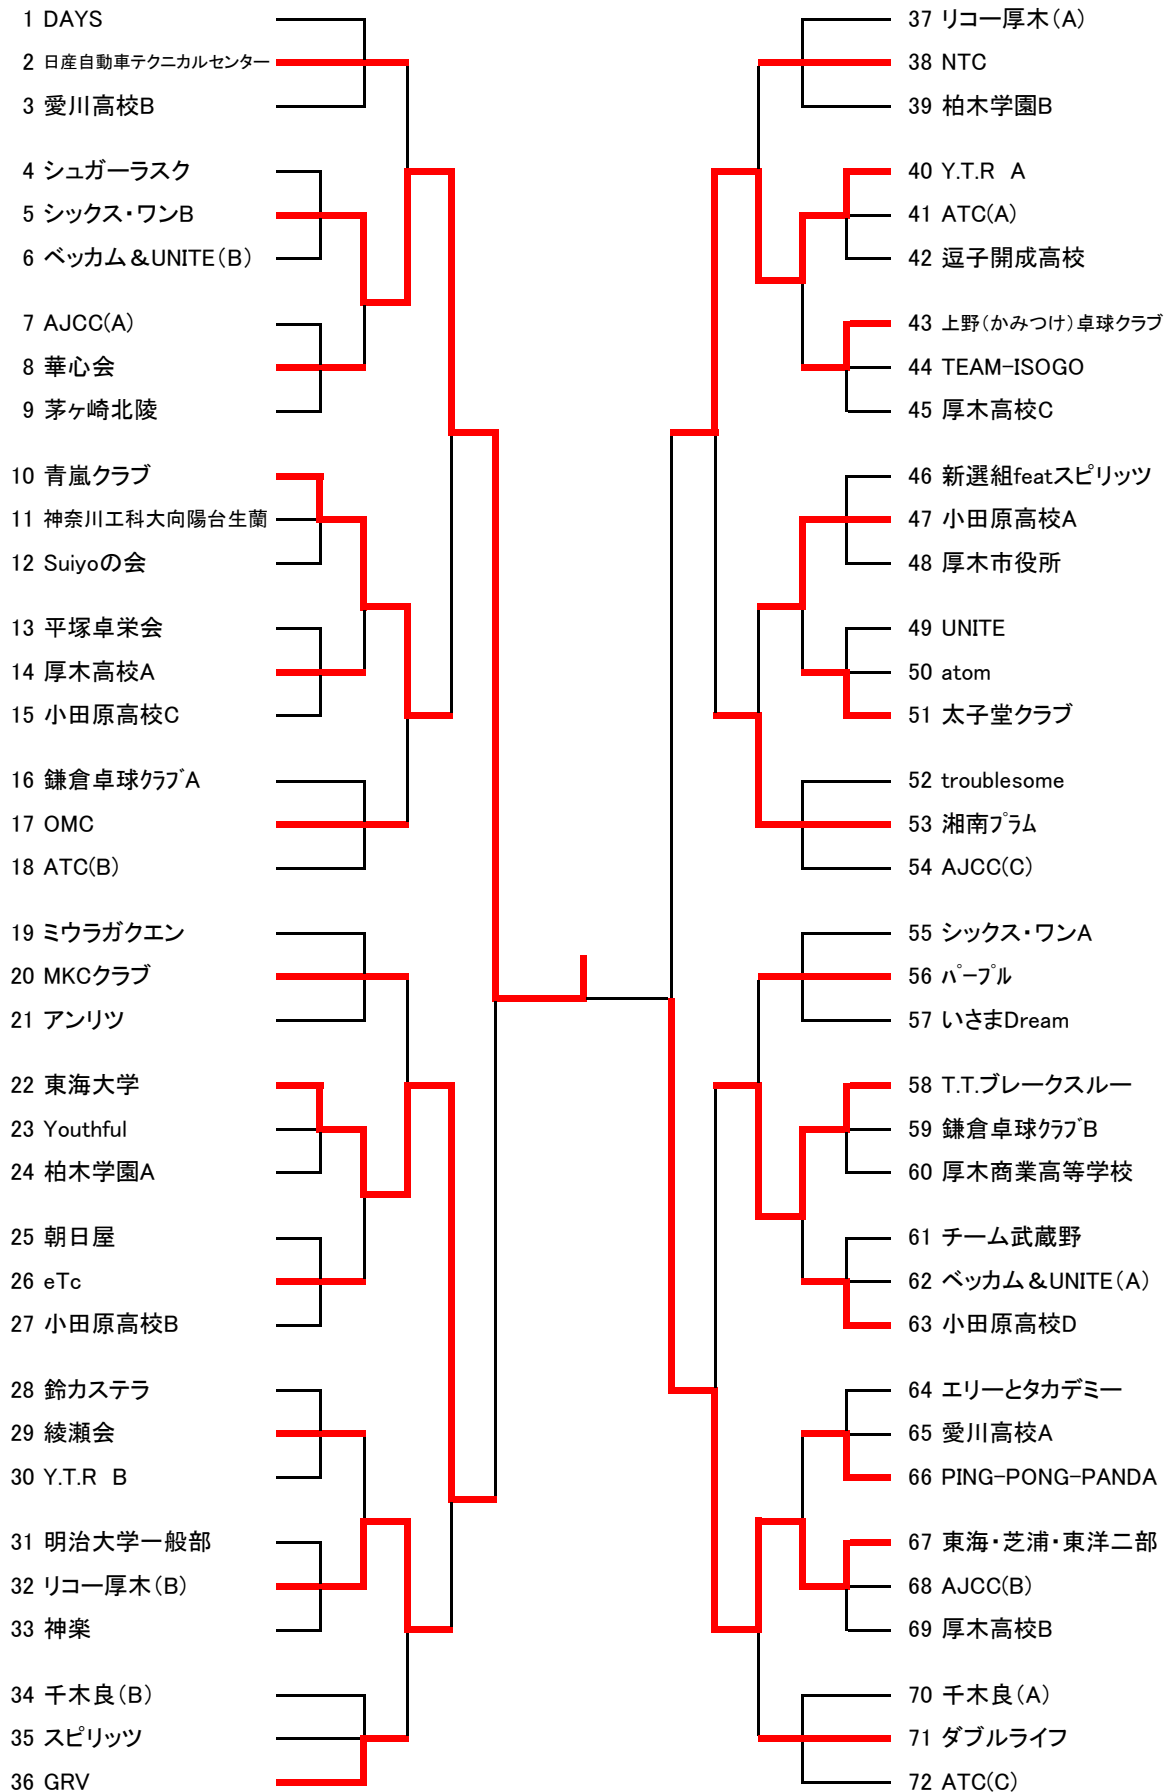 1 DAYS
2 日産自動車テクニカルセンター
3 愛川高校B
4 シュガーラスク
5 シックス・ワンB
6 ベッカム＆UNITE（B）
7 AJCC(A)
8 華心会
9 茅ヶ崎北陵
10 青嵐クラブ
11 神奈川工科大向陽台生蘭
12 Suiyoの会
13 平塚卓栄会
14 厚木高校A
15 小田原高校C
16 鎌倉卓球ｸﾗﾌﾞA
17 OMC
18 ATC(B)
19 ミウラガクエン
20 MKCクラブ
21 アンリツ
22 東海大学
23 Youthful
24 柏木学園A
25 朝日屋
26 eTc
27 小田原高校B
28 鈴カステラ
29 綾瀬会
30 Y.T.R　B
31 明治大学一般部
32 リコー厚木（B）
33 神楽
34 千木良（B）
35 スピリッツ
36 GRV
37 リコー厚木（A）
38 NTC
39 柏木学園B
40 Y.T.R　A
41 ATC(A)
42 逗子開成高校
43 上野（かみつけ）卓球クラブ
44 TEAM-ISOGO
45 厚木高校C
46 新選組featスピリッツ
47 小田原高校A
48 厚木市役所
49 UNITE
50 atom
51 太子堂クラブ
52 troublesome
53 湘南ﾌﾟﾗﾑ
54 AJCC(C)
55 シックス・ワンA
56 ﾊﾟｰﾌﾟﾙ
57 いさまDream
58 T.T.ブレークスルー
59 鎌倉卓球ｸﾗﾌﾞB
60 厚木商業高等学校
61 チーム武蔵野
62 ベッカム＆UNITE（A）
63 小田原高校D
64 エリーとタカデミー
65 愛川高校A
66 PING-PONG-PANDA
67 東海・芝浦・東洋二部
68 AJCC(B)
69 厚木高校B
70 千木良（A）
71 ダブルライフ
72 ATC(C)